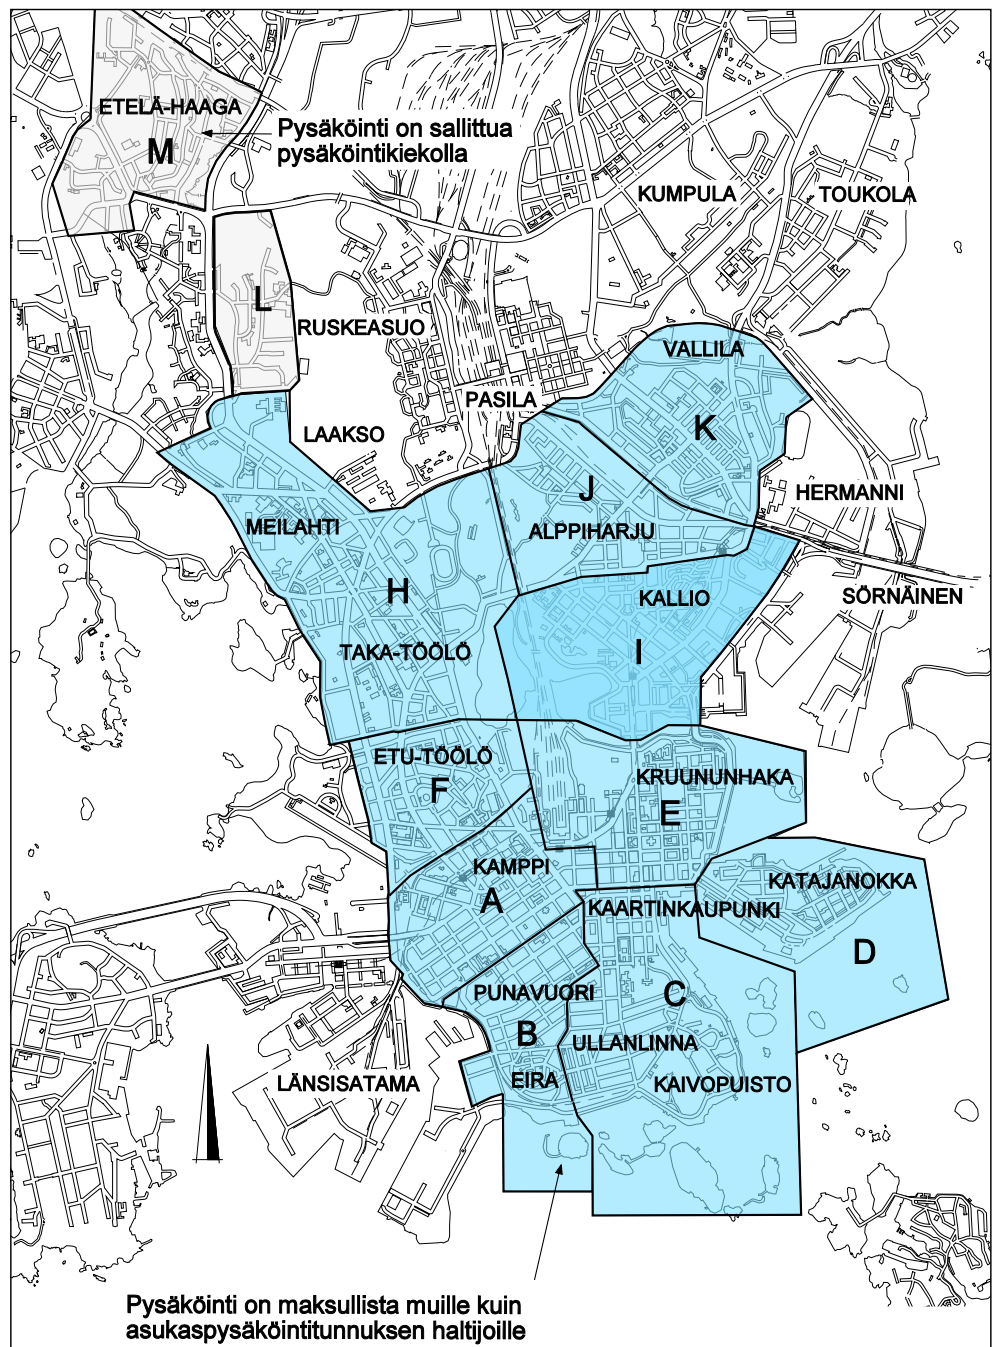 ETELÄ-HAAGA
M
Pysäköinti on sallittua
pysäköintikiekolla
KUMPULA
TOUKOLA
L
RUSKEASUO
VALLILA
PASILA
K
LAAKSO
J
HERMANNI
MEILAHTI
ALPPIHARJU
H
KALLIO
SÖRNÄINEN
TAKA-TÖÖLÖ
I
ETU-TÖÖLÖ
F
KRUUNUNHAKA
E
KAMPPI
A
KATAJANOKKA
KAARTINKAUPUNKI
D
PUNAVUORI
C
B
ULLANLINNA
EIRA
KAIVOPUISTO
LÄNSISATAMA
Pysäköinti on maksullista muille kuin
asukaspysäköintitunnuksen haltijoille